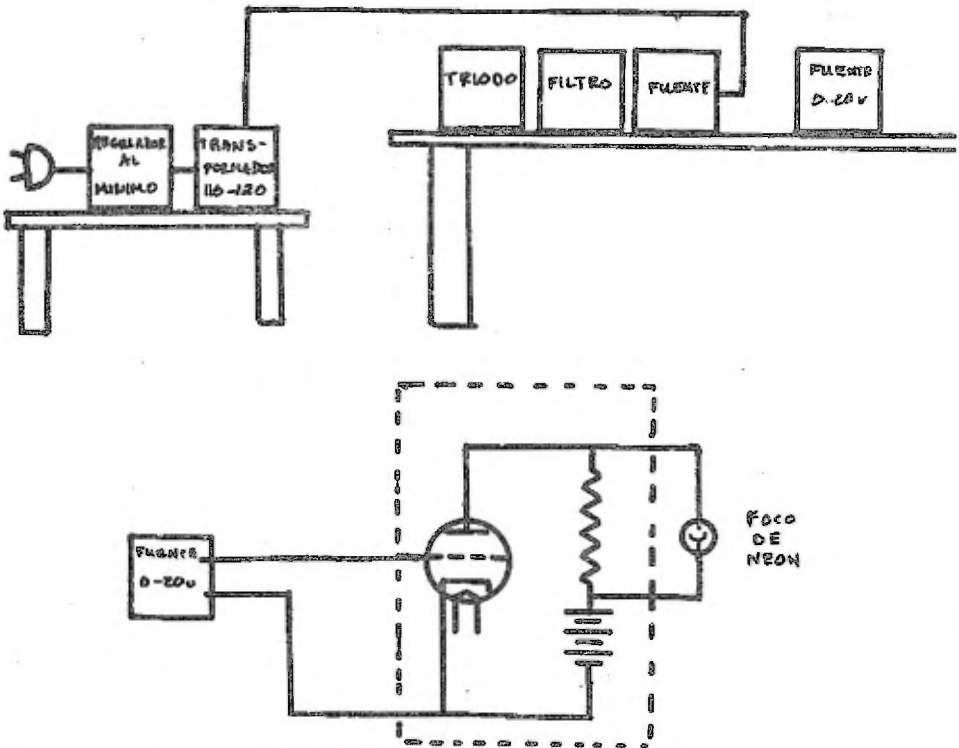 TRIODO
FILTRO
FUENTE
FUENTE
0-20v
REGULADOR
AL
MINIMO
TRANS-
FORMADOR
110-120
FUENTE
0-20v
FOCO
DE
NEON